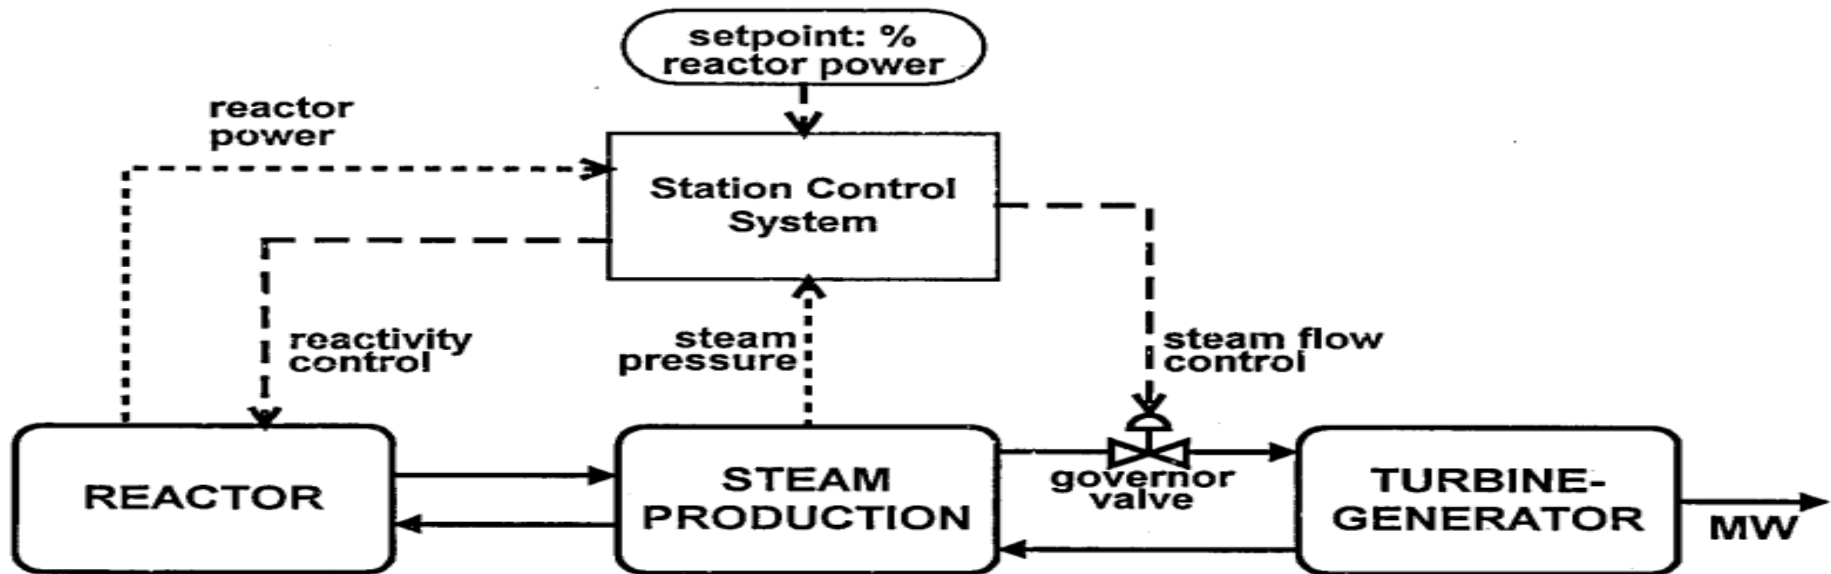 setpoint: %
reactor power
reactor
power
Station Control
System
reactivity
control
steam
pressure
steam flow
control
REACTOR
STEAM
PRODUCTION
governor
valve
TURBINE-
GENERATOR
MW